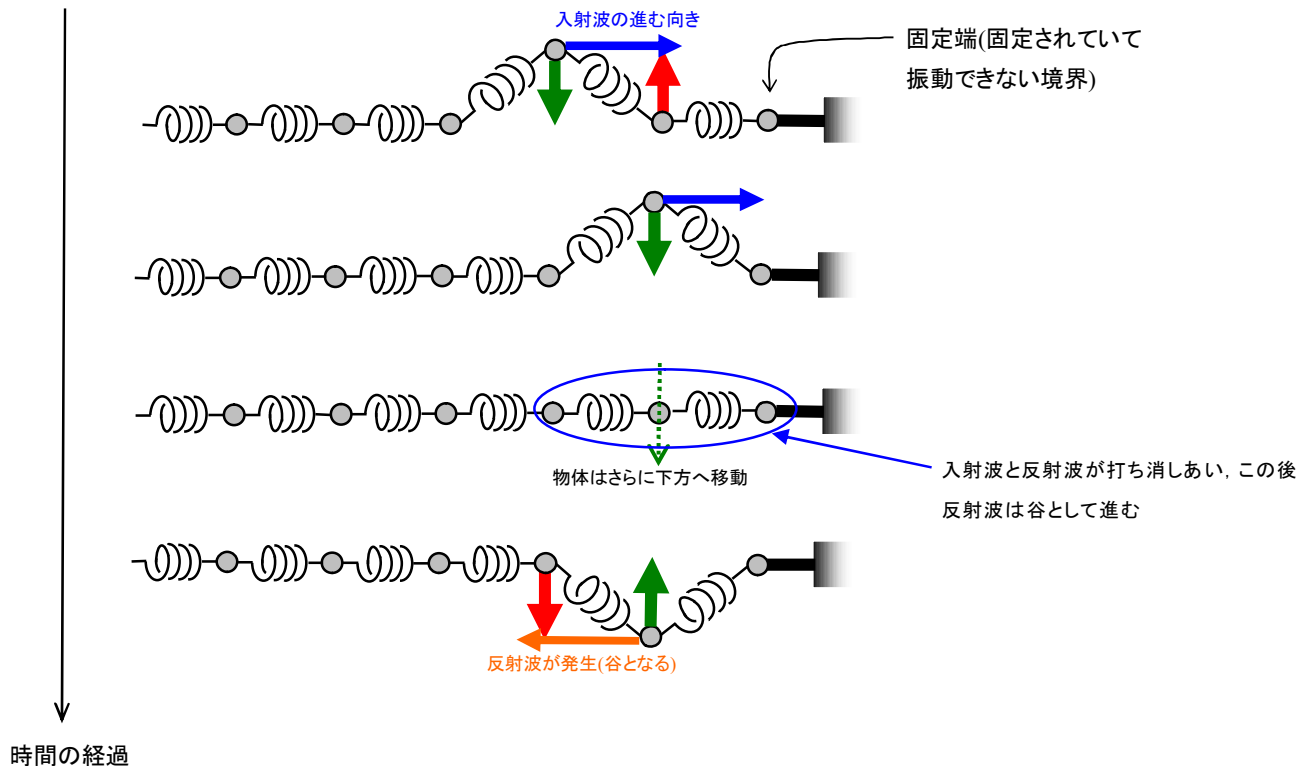 入射波の進む向き
固定端(固定されていて
振動できない境界)
物体はさらに下方へ移動
入射波と反射波が打ち消しあい, この後
反射波は谷として進む
反射波が発生(谷となる)
時間の経過